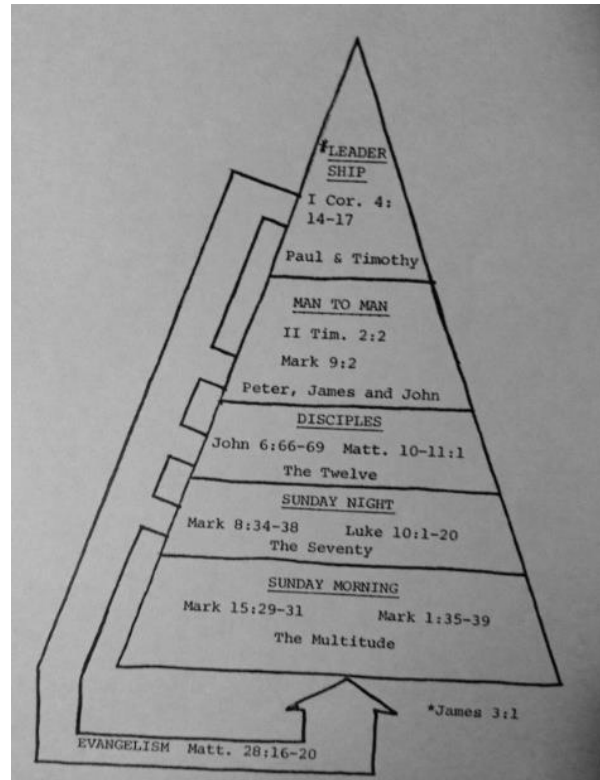 *LEADER
SHIP
I Cor. 4:
14-17
Paul & Timothy
MAN TO MAN
II Tim. 2:2
Mark 9:2
Peter, James and John
DISCIPLES
John 6:66-69 Matt. 10-11:1
The Twelve
SUNDAY NIGHT
Mark 8:34-38 Luke 10:1-20
The Seventy
SUNDAY MORNING
Mark 15:29-31 Mark 1:35-39
The Multitude
*James 3:1
EVANGELISM Matt. 28:16-20